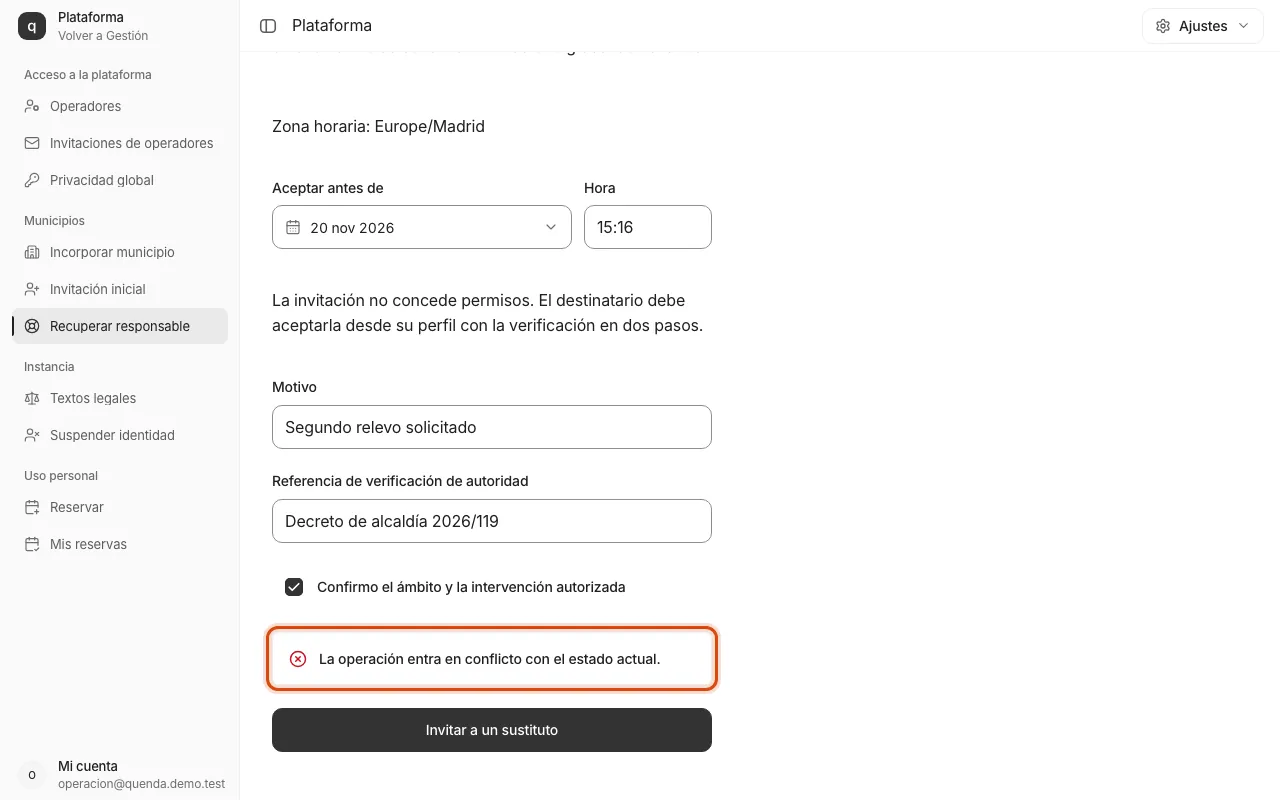 q
Plataforma
Volver a Gestión
Acceso a la plataforma
Operadores
Invitaciones de operadores
Privacidad global
Municipios
Incorporar municipio
Invitación inicial
Recuperar responsable
Instancia
Textos legales
Suspender identidad
Uso personal
Reservar
Mis reservas
O
Mi cuenta
operacion@quenda.demo.test
Plataforma
Ajustes
Zona horaria: Europe/Madrid
Aceptar antes de
Hora
20 nov 2026
15:16
La invitación no concede permisos. El destinatario debe
aceptarla desde su perfil con la verificación en dos pasos.
Motivo
Segundo relevo solicitado
Referencia de verificación de autoridad
Decreto de alcaldía 2026/119
Confirmo el ámbito y la intervención autorizada
La operación entra en conflicto con el estado actual.
Invitar a un sustituto